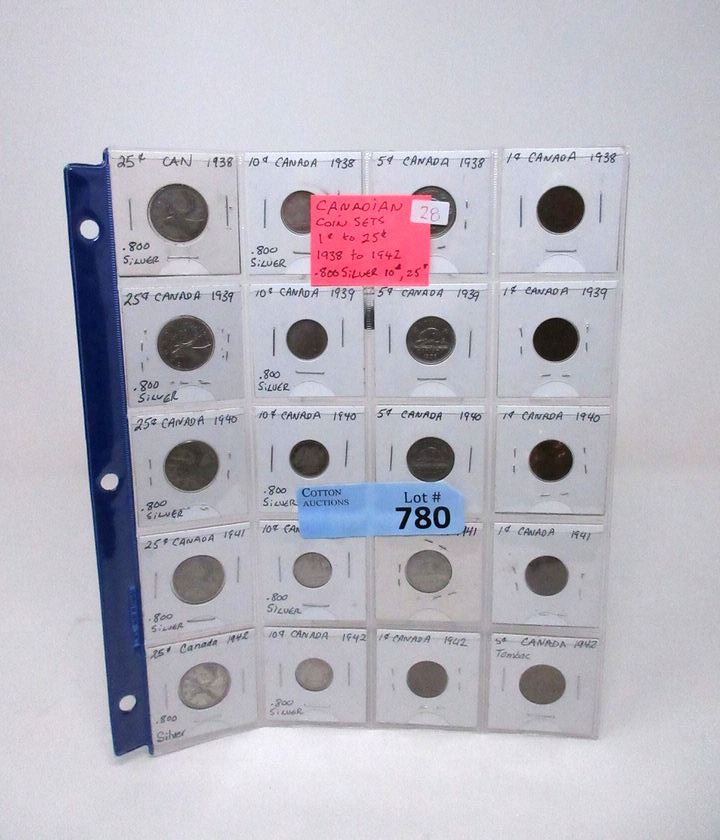 25¢ CAN 1938
.800
SILVER
10¢ CANADA 1938
.800
SILVER
5¢ CANADA 1938
1¢ CANADA 1938
CANADIAN
COIN SETS
1¢ to 25¢
1938 to 1942
.800 SILVER 10¢, 25¢
28
25¢ CANADA 1939
.800
SILVER
10¢ CANADA 1939
.800
SILVER
5¢ 1939
1¢ CANADA 1939
25¢ CANADA 1940
.800
SILVER
10¢ CANADA 1940
.800
SILVER
5¢ CANADA 1940
1¢ CANADA 1940
COTTON
AUCTIONS
Lot #
780
25¢ CANADA 1941
.800
SILVER
10¢ CAN
.800
SILVER
941
1¢ CANADA 1941
25¢ Canada 1942
.800
Silver
10¢ CANADA 1942
.800
SILVER
1¢ CANADA 1942
5¢ CANADA 1942
Tombac